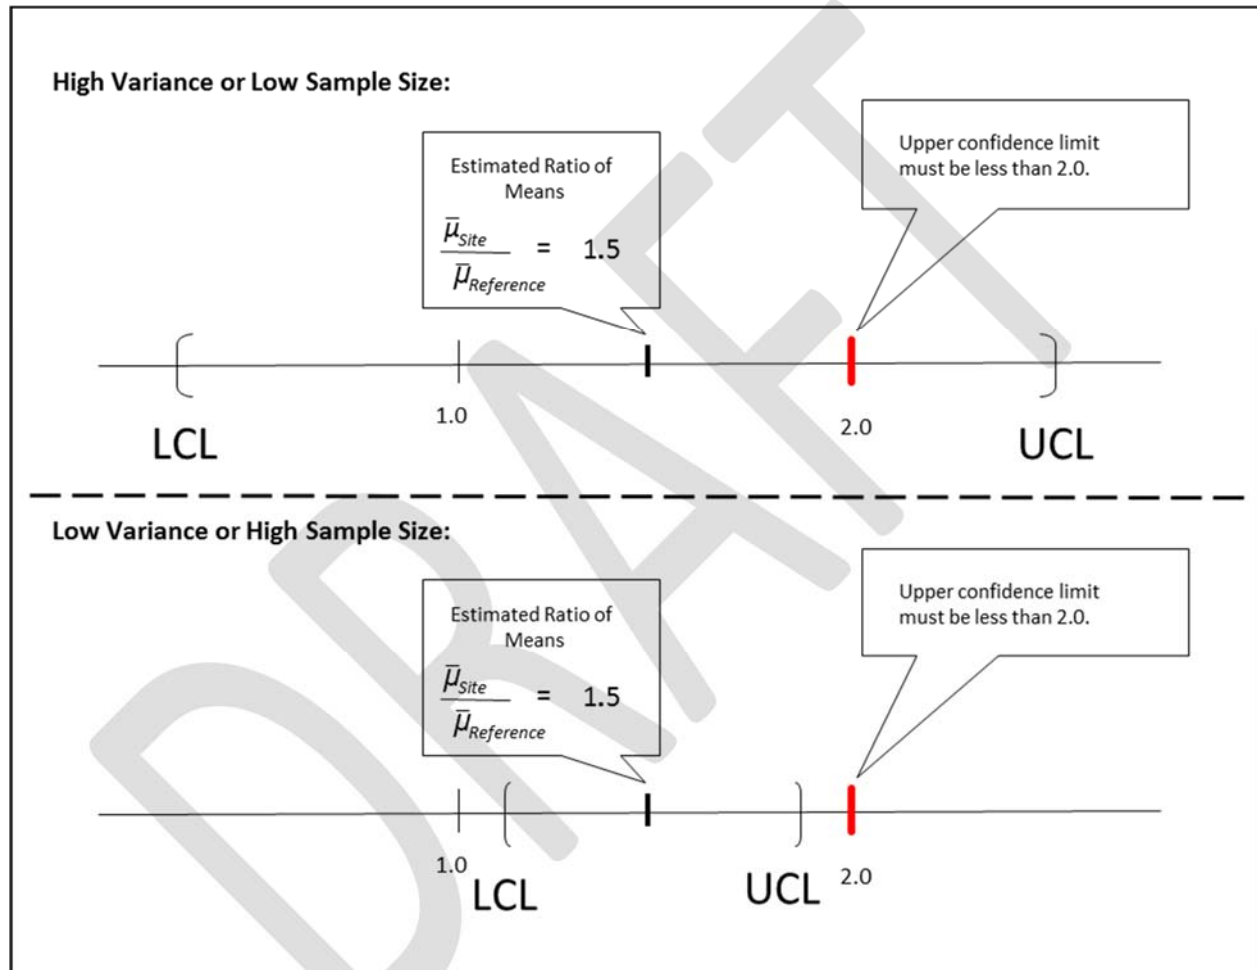 High Variance or Low Sample Size:
Estimated Ratio of
Means
μ̄Site
= 1.5
μ̄Reference
Upper confidence limit
must be less than 2.0.
1.0
2.0
LCL
UCL
Low Variance or High Sample Size:
Estimated Ratio of
Means
μ̄Site
= 1.5
μ̄Reference
Upper confidence limit
must be less than 2.0.
1.0
2.0
LCL
UCL
DRAFT